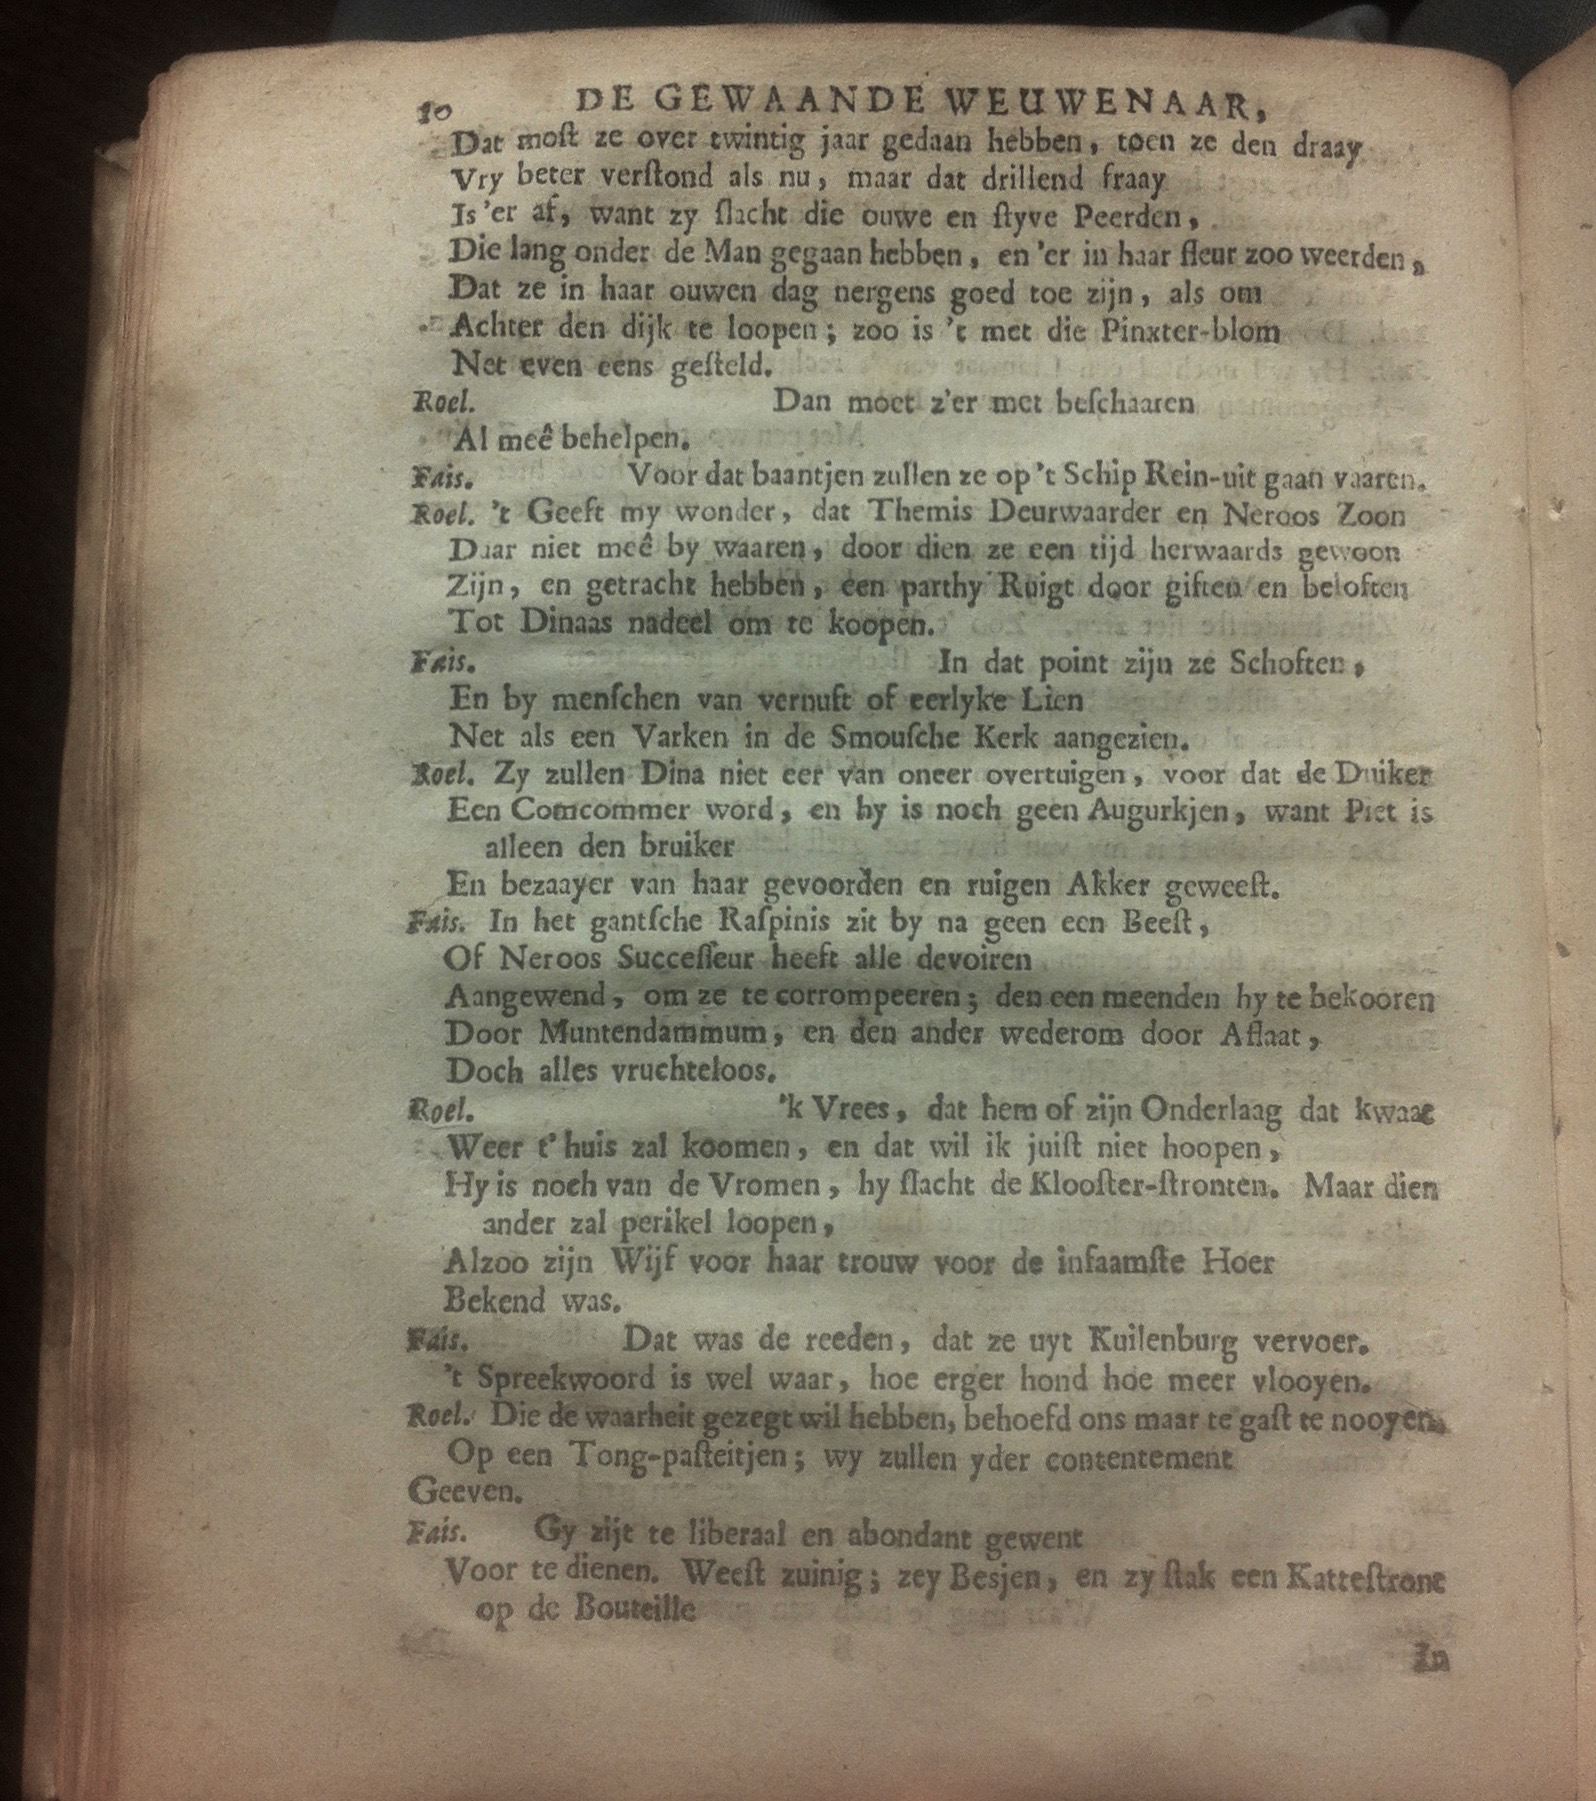 10 DE GEWAANDE WEUWENAAR,
Dat moſt ze over twintig jaar gedaan hebben, toen ze den draay
Vry beter verſtond als nu, maar dat drillend fraay
Is 'er af, want zy ſlacht die ouwe en ſtyve Peerden,
Die lang onder de Man gegaan hebben, en 'er in haar fleur zoo weerden,
Dat ze in haar ouwen dag nergens goed toe zijn, als om
Achter den dijk te loopen; zoo is 't met die Pinxter-blom
Net even eens geſteld.
Roel. Dan moet z'er met beſchaaren
Al meê behelpen.
Fais. Voor dat baantjen zullen ze op 't Schip Rein-uit gaan vaaren.
Roel. 't Geeft my wonder, dat Themis Deurwaarder en Neroos Zoon
Daar niet meê by waaren, door dien ze een tijd herwaards gewoon
Zijn, en getracht hebben, een parthy Ruigt door giften en beloften
Tot Dinaas nadeel om te koopen.
Fais. In dat point zijn ze Schoften,
En by menſchen van vernuft of eerlyke Lien
Net als een Varken in de Smouſche Kerk aangezien.
Roel. Zy zullen Dina niet eer van oneer overtuigen, voor dat de Duiker
Een Comcommer word, en hy is noch geen Augurkjen, want Piet is
alleen den bruiker
En bezaayer van haar gevoorden en ruigen Akker geweeſt.
Fais. In het gantſche Raſpinis zit by na geen een Beeſt,
Of Neroos Succeſſeur heeft alle devoiren
Aangewend, om ze te corrompeeren; den een meenden hy te bekooren
Door Muntendammum, en den ander wederom door Aflaat,
Doch alles vruchteloos.
Roel. 'k Vrees, dat hem of zijn Onderlaag dat kwaat
Weer t'huis zal koomen, en dat wil ik juiſt niet hoopen,
Hy is noch van de Vromen, hy ſlacht de Klooſter-ſtronten. Maar dien
ander zal perikel loopen,
Alzoo zijn Wijf voor haar trouw voor de infaamſte Hoer
Bekend was.
Fais. Dat was de reeden, dat ze uyt Kuilenburg vervoer.
't Spreekwoord is wel waar, hoe erger hond hoe meer vlooyen.
Roel. Die de waarheit gezegt wil hebben, behoefd ons maar te gaſt te nooyen
Op een Tong-paſteitjen; wy zullen yder contentement
Geeven.
Fais. Gy zijt te liberaal en abondant gewent
Voor te dienen. Weeſt zuinig; zey Besjen, en zy ſtak een Katteſtront
op de Bouteille
In